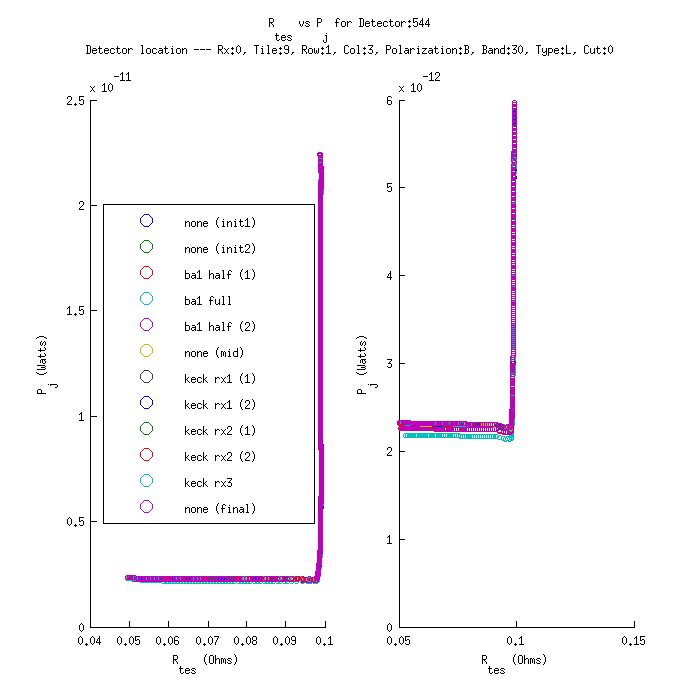 R    vs P  for Detector:544
tes    j
Detector location --- Rx:0, Tile:9, Row:1, Col:3, Polarization:B, Band:30, Type:L, Cut:0
x 10^-11
2.5
2
1.5
1
0.5
0
P_j (Watts)
none (init1)
none (init2)
ba1 half (1)
ba1 full
ba1 half (2)
none (mid)
keck rx1 (1)
keck rx1 (2)
keck rx2 (1)
keck rx2 (2)
keck rx3
none (final)
0.04 0.05 0.06 0.07 0.08 0.09 0.1
R_tes (Ohms)
x 10^-12
6
5
4
3
2
1
0
P_j (Watts)
0.05 0.1 0.15
R_tes (Ohms)